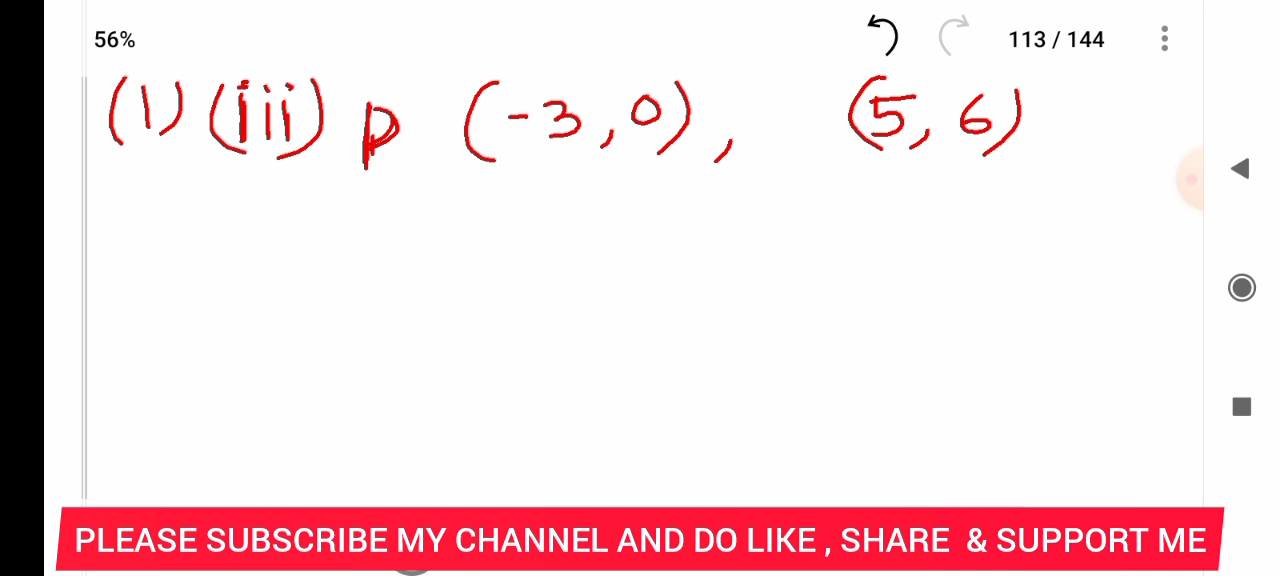 56%
113 / 144
(1) (iii) p (-3, 0), (5, 6)
PLEASE SUBSCRIBE MY CHANNEL AND DO LIKE , SHARE & SUPPORT ME